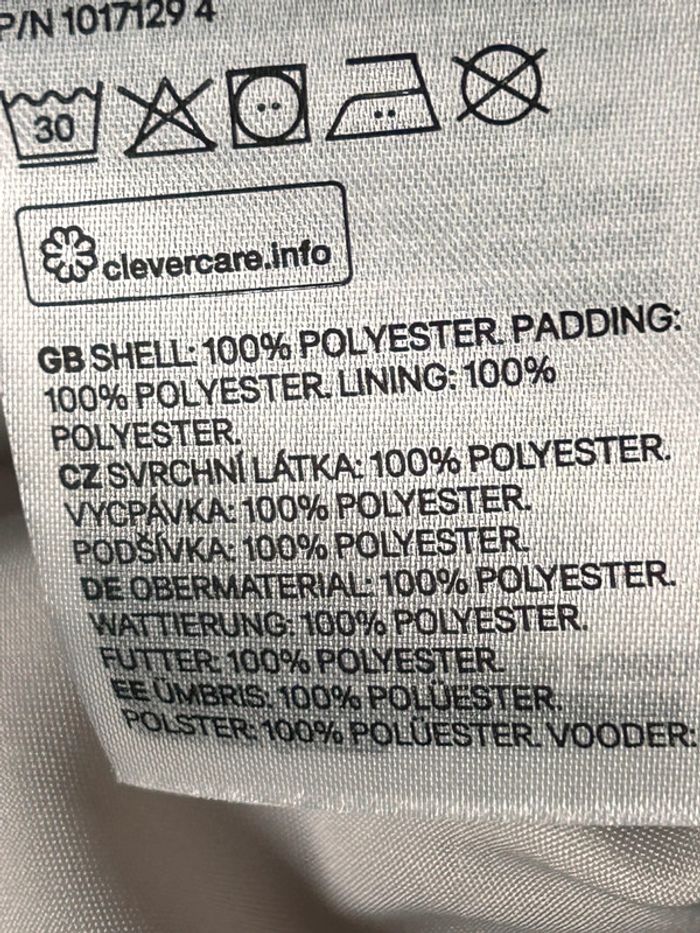 P/N 1017129 4
30
clevercare.info
GB SHELL: 100% POLYESTER. PADDING:
100% POLYESTER. LINING: 100%
POLYESTER.
CZ SVRCHNÍ LÁTKA: 100% POLYESTER.
VYCPÁVKA: 100% POLYESTER.
PODŠÍVKA: 100% POLYESTER.
DE OBERMATERIAL: 100% POLYESTER.
WATTIERUNG: 100% POLYESTER.
FUTTER: 100% POLYESTER.
EE ÜMBRIS: 100% POLÜESTER.
POLSTER: 100% POLÜESTER. VOODER: